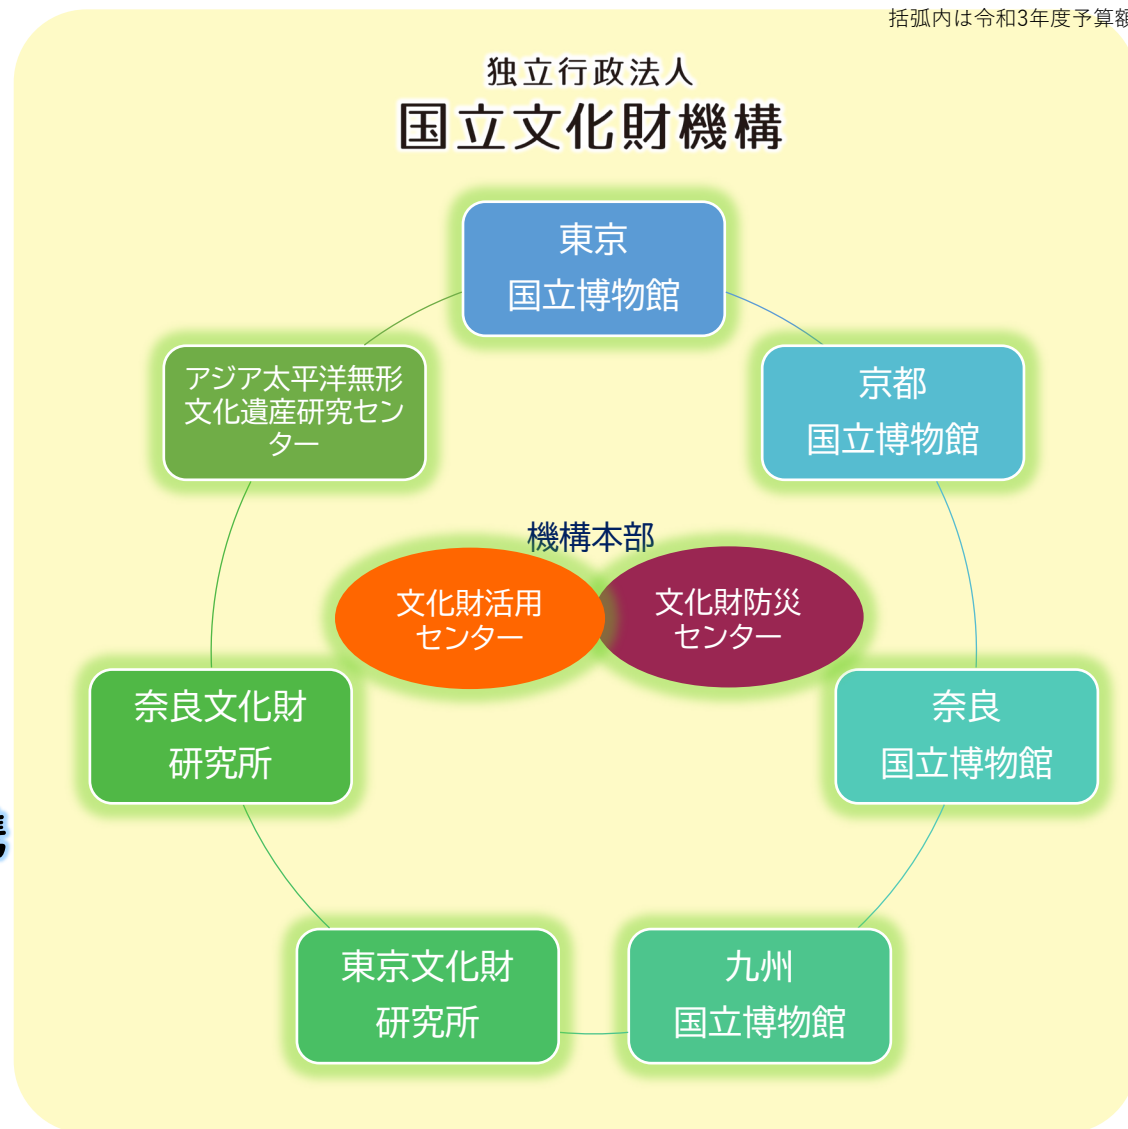 括弧内は令和3年度予算額
独立行政法人
国立文化財機構
東京
国立博物館
アジア太平洋無形
文化遺産研究セン
ター
京都
国立博物館
機構本部
文化財活用
センター
文化財防災
センター
奈良文化財
研究所
奈良
国立博物館
東京文化財
研究所
九州
国立博物館